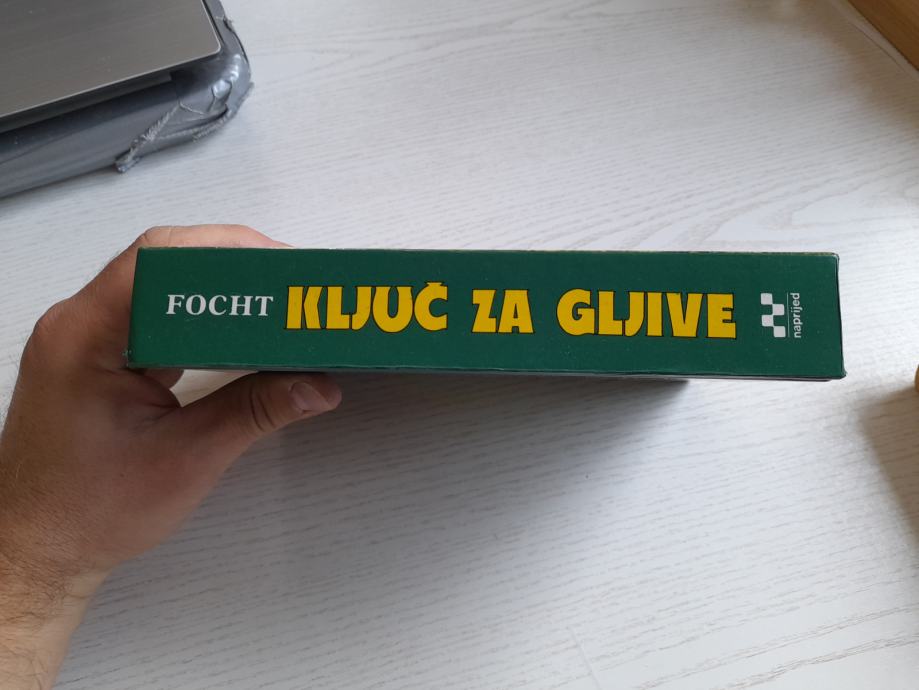 FOCHT KLJUČ ZA GLJIVE
naprijed